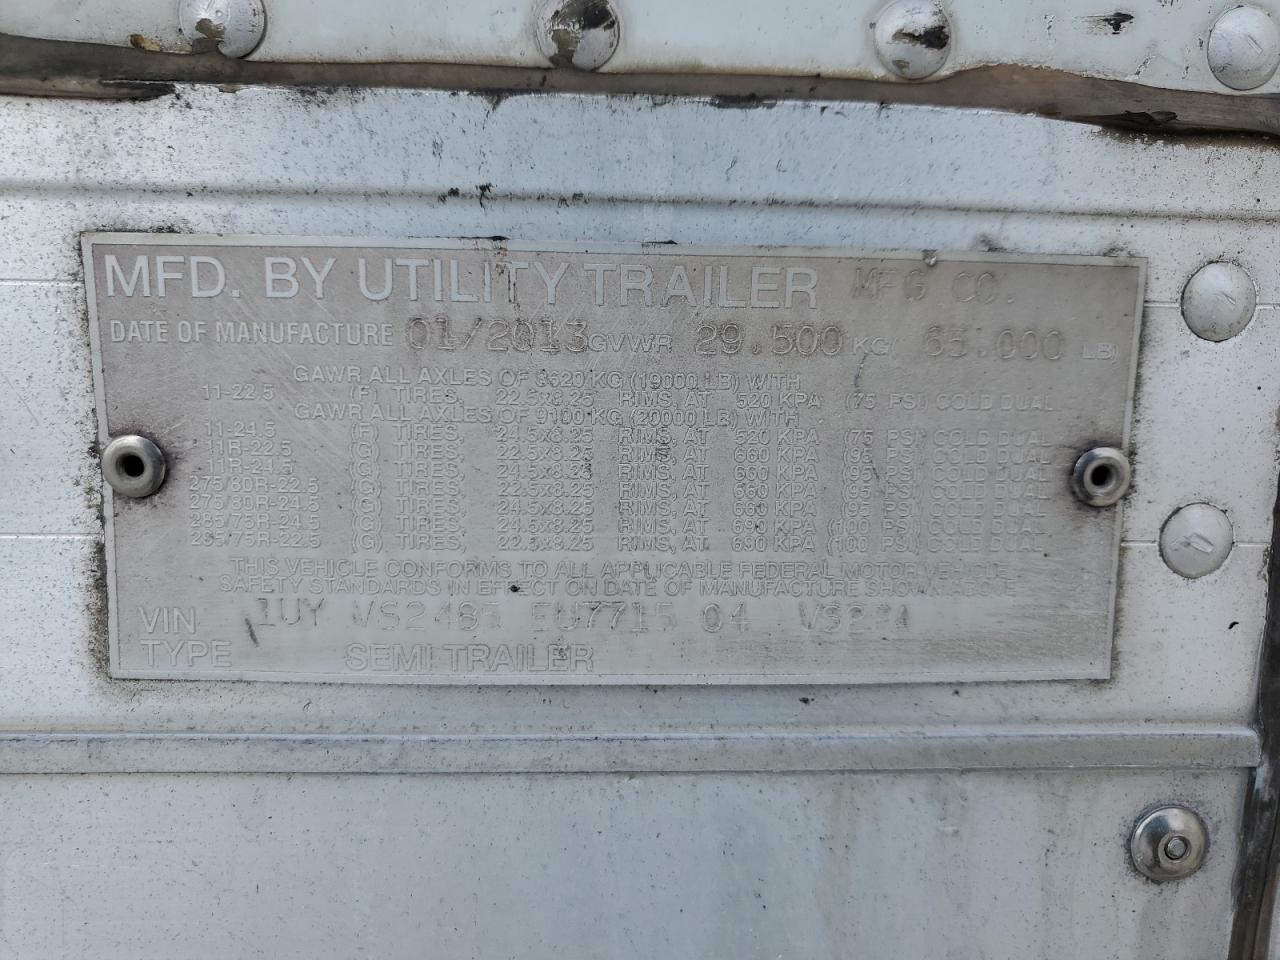 MFD. BY UTILITY TRAILER MFG CO.
DATE OF MANUFACTURE 01/2013 GVWR 29.500 KG 65.000 LB)
GAWR ALL AXLES OF 8620 KG (19000 LB) WITH
11-22.5 (F) TIRES, 22.5x8.25 RIMS, AT 520 KPA (75 PSI) COLD DUAL
GAWR ALL AXLES OF 9100 KG (20000 LB) WITH
11-24.5 (F) TIRES, 24.5x8.25 RIMS, AT 520 KPA (75 PSI) COLD DUAL
11R-22.5 (G) TIRES, 22.5x8.25 RIMS, AT 660 KPA (95 PSI) COLD DUAL
11R-24.5 (G) TIRES, 24.5x8.25 RIMS, AT 660 KPA (95 PSI) COLD DUAL
275/80R-22.5 (G) TIRES, 22.5x8.25 RIMS, AT 660 KPA (95 PSI) COLD DUAL
275/80R-24.5 (G) TIRES, 24.5x8.25 RIMS, AT 660 KPA (95 PSI) COLD DUAL
285/75R-24.5 (G) TIRES, 24.5x8.25 RIMS, AT 690 KPA (100 PSI) COLD DUAL
295/75R-22.5 (G) TIRES, 22.5x8.25 RIMS, AT 690 KPA (100 PSI) COLD DUAL
THIS VEHICLE CONFORMS TO ALL APPLICABLE FEDERAL MOTOR VEHICLE
SAFETY STANDARDS IN EFFECT ON DATE OF MANUFACTURE SHOWN ABOVE
VIN 1UY VS2485 EU7715 04
TYPE SEMI TRAILER